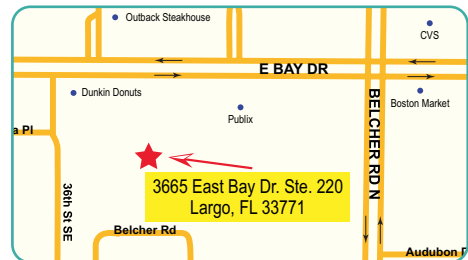 Outback Steakhouse
CVS
E BAY DR
Dunkin Donuts
Boston Market
Publix
BELCHER RD N
a Pl
3665 East Bay Dr. Ste. 220
Largo, FL 33771
36th St SE
Belcher Rd
Audubon